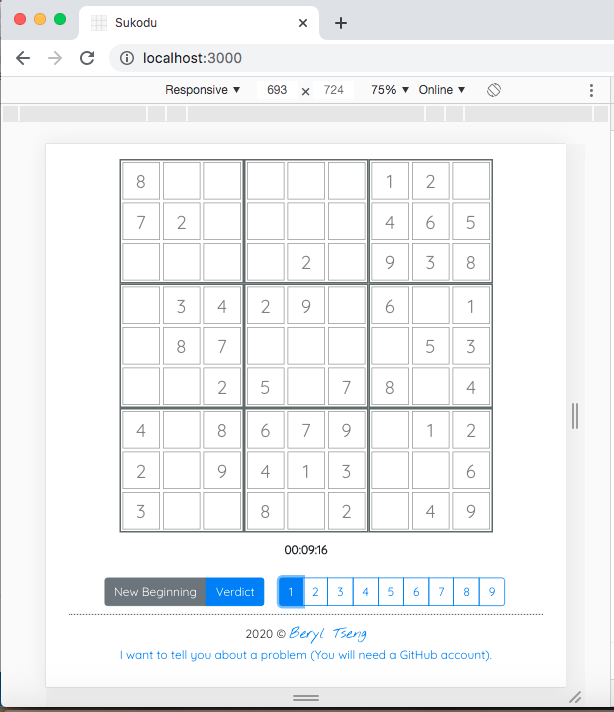 Sukodu
localhost:3000
Responsive 693 x 724 75% Online
8 1 2
7 2 4 6 5
2 9 3 8
3 4 2 9 6 1
8 7 5 3
2 5 7 8 4
4 8 6 7 9 1 2
2 9 4 1 3 6
3 8 2 4 9
00:09:16
New Beginning Verdict 1 2 3 4 5 6 7 8 9
2020 © Beryl Tseng
I want to tell you about a problem (You will need a GitHub account).